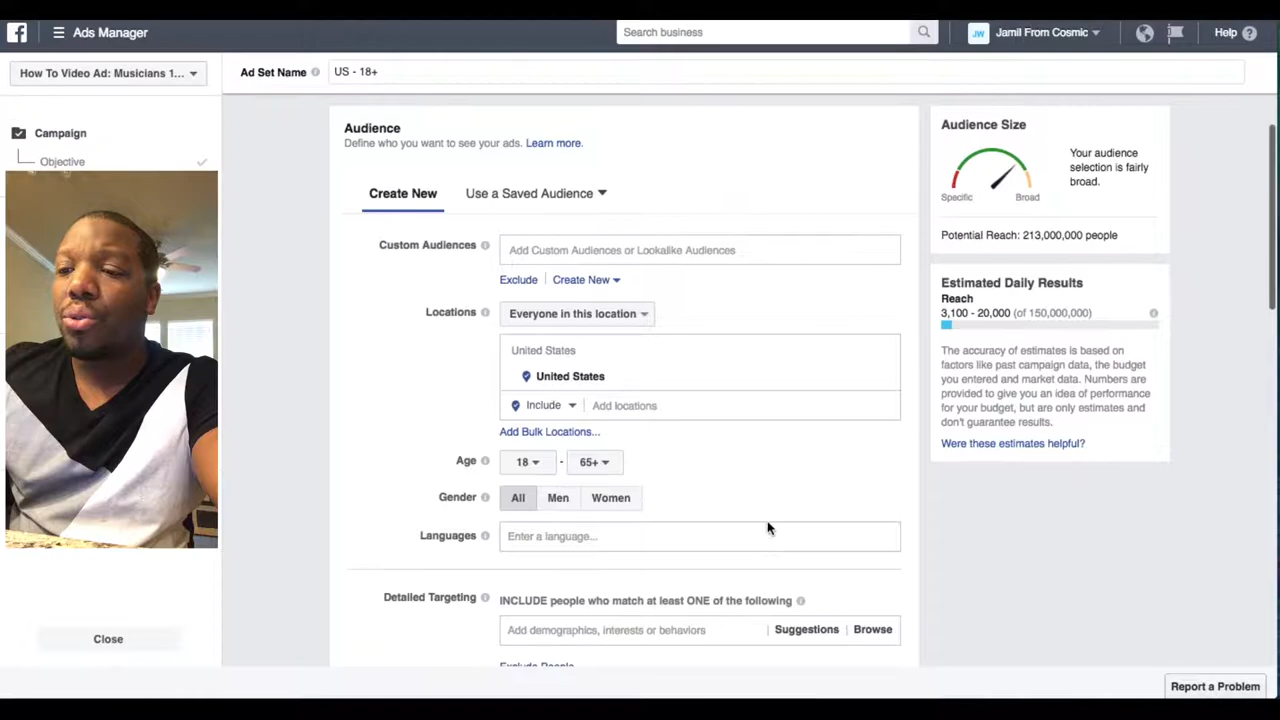 f Ads Manager
Search business
JW Jamil From Cosmic
Help ?
How To Video Ad: Musicians 1...
Ad Set Name
US - 18+
Campaign
Objective
Close
Audience
Define who you want to see your ads. Learn more.
Create New
Use a Saved Audience
Custom Audiences
Add Custom Audiences or Lookalike Audiences
Exclude
Create New
Locations
Everyone in this location
United States
United States
Include
Add locations
Add Bulk Locations...
Age
18 - 65+
Gender
All Men Women
Languages
Enter a language...
Detailed Targeting
INCLUDE people who match at least ONE of the following
Add demographics, interests or behaviors
Suggestions Browse
Exclude People
Audience Size
Specific
Broad
Your audience
selection is fairly
broad.
Potential Reach: 213,000,000 people
Estimated Daily Results
Reach
3,100 - 20,000 (of 150,000,000)
The accuracy of estimates is based on
factors like past campaign data, the budget
you entered and market data. Numbers are
provided to give you an idea of performance
for your budget, but are only estimates and
don't guarantee results.
Were these estimates helpful?
Report a Problem